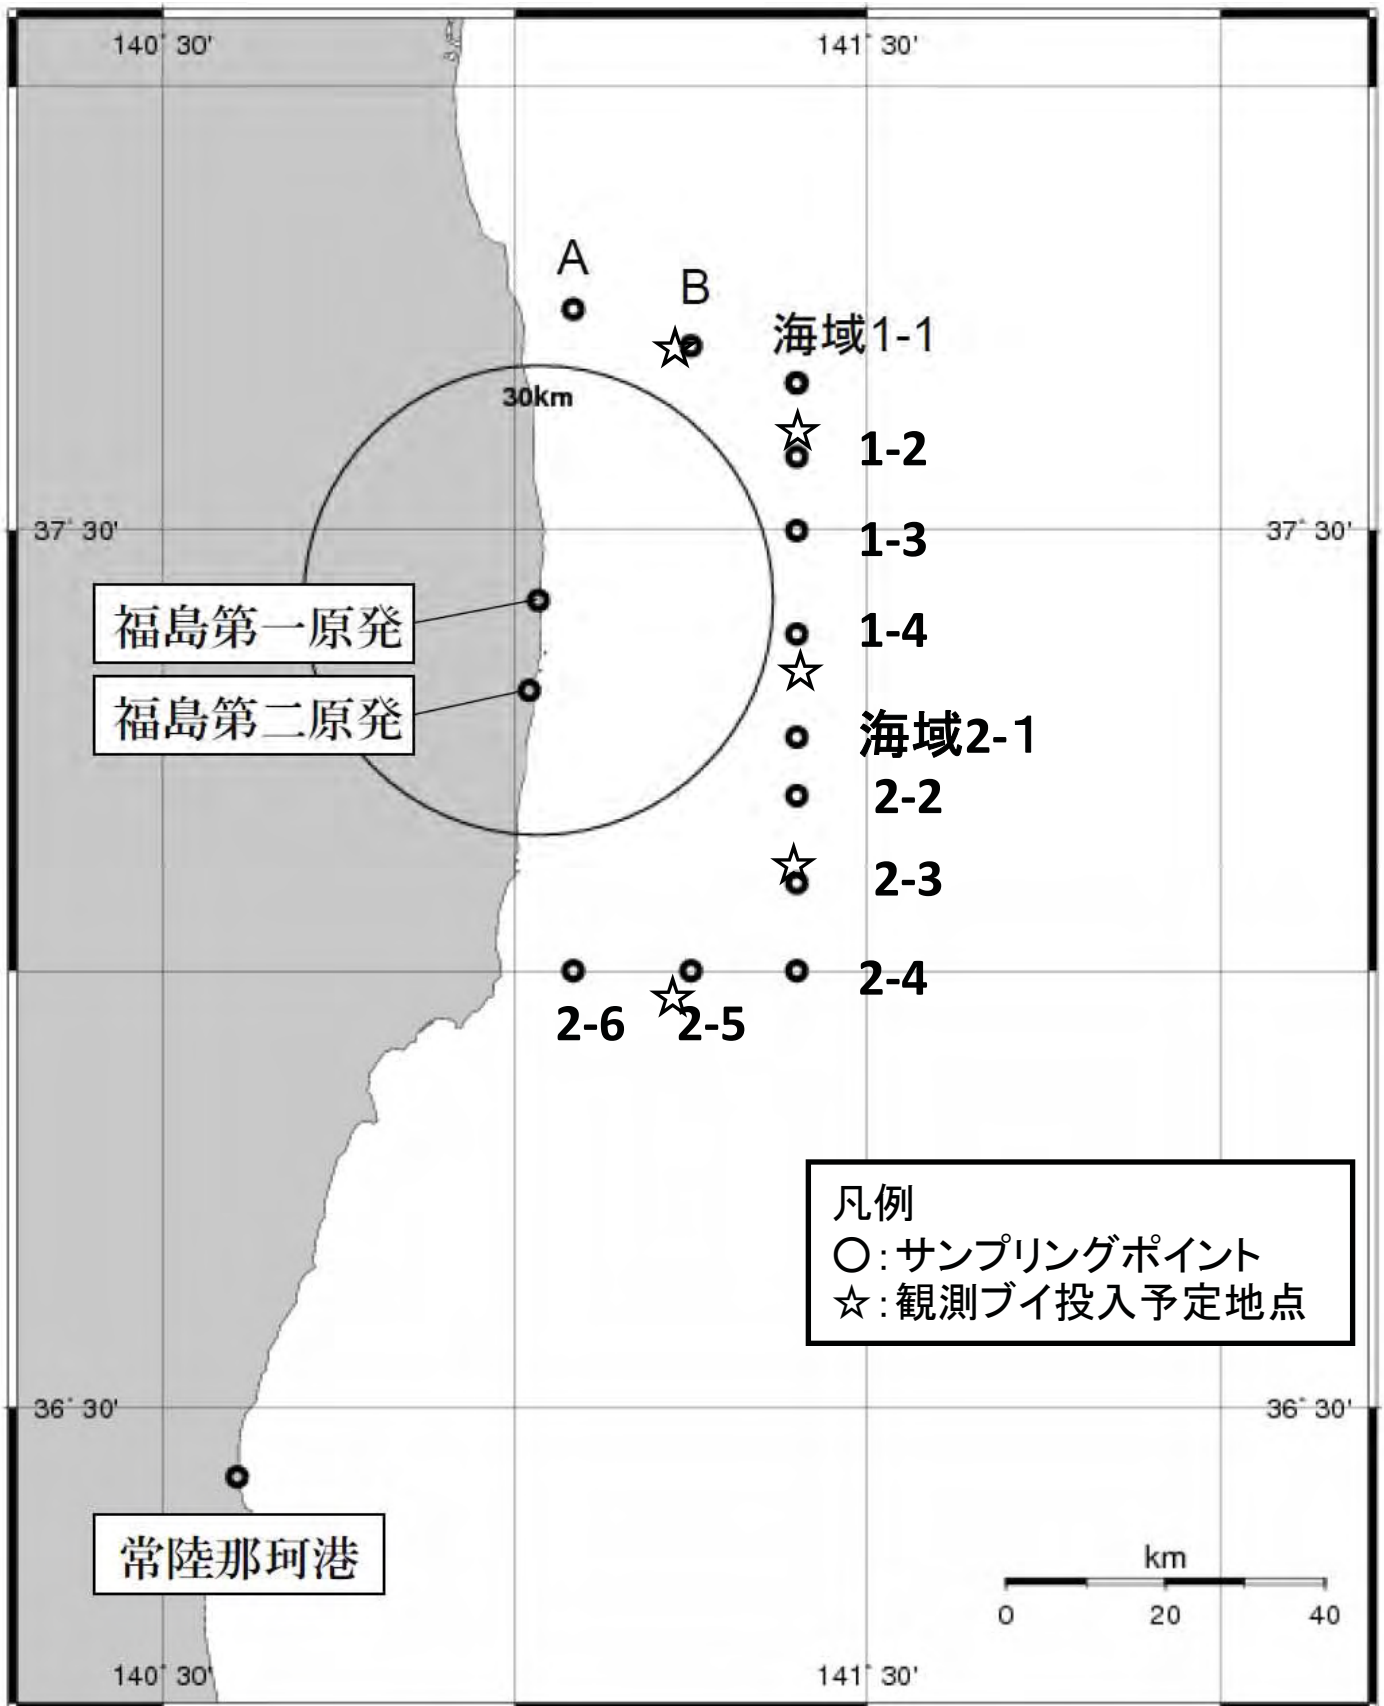 140° 30'
141° 30'
A
B
海域1-1
30km
1-2
37° 30'
1-3
37° 30'
福島第一原発
1-4
福島第二原発
海域2-1
2-2
2-3
2-4
2-6
2-5
凡例
○:サンプリングポイント
☆:観測ブイ投入予定地点
36° 30'
36° 30'
常陸那珂港
km
0
20
40
140° 30'
141° 30'